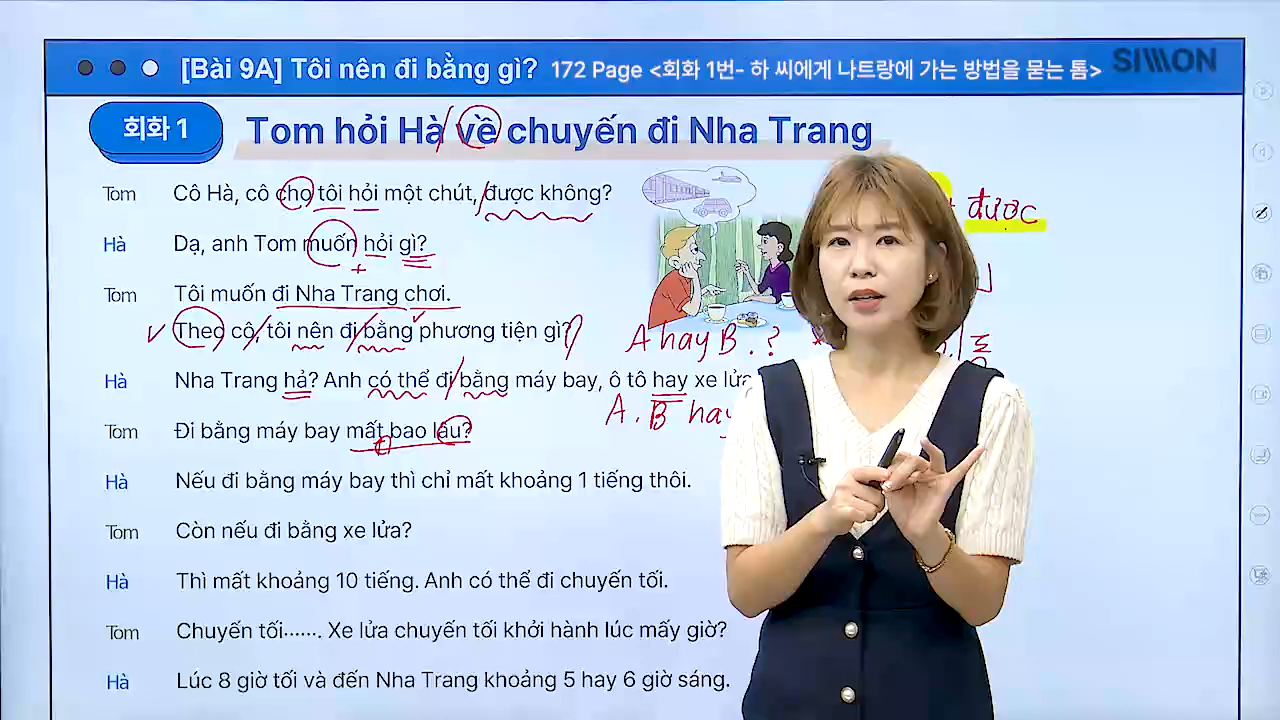 [Bài 9A] Tôi nên đi bằng gì? 172 Page <회화 1번- 하 씨에게 나트랑에 가는 방법을 묻는 톰>
회화 1 Tom hỏi Hà về chuyến đi Nha Trang
Tom Cô Hà, cô cho tôi hỏi một chút, được không?
được
Hà Dạ, anh Tom muốn hỏi gì?
Tom Tôi muốn đi Nha Trang chơi.
Theo cô, tôi nên đi bằng phương tiện gì?
A hay B.?
Hà Nha Trang hả? Anh có thể đi bằng máy bay, ô tô hay xe lửa
A. B hay
Tom Đi bằng máy bay mất bao lâu?
Hà Nếu đi bằng máy bay thì chỉ mất khoảng 1 tiếng thôi.
Tom Còn nếu đi bằng xe lửa?
Hà Thì mất khoảng 10 tiếng. Anh có thể đi chuyến tối.
Tom Chuyến tối....... Xe lửa chuyến tối khởi hành lúc mấy giờ?
Hà Lúc 8 giờ tối và đến Nha Trang khoảng 5 hay 6 giờ sáng.